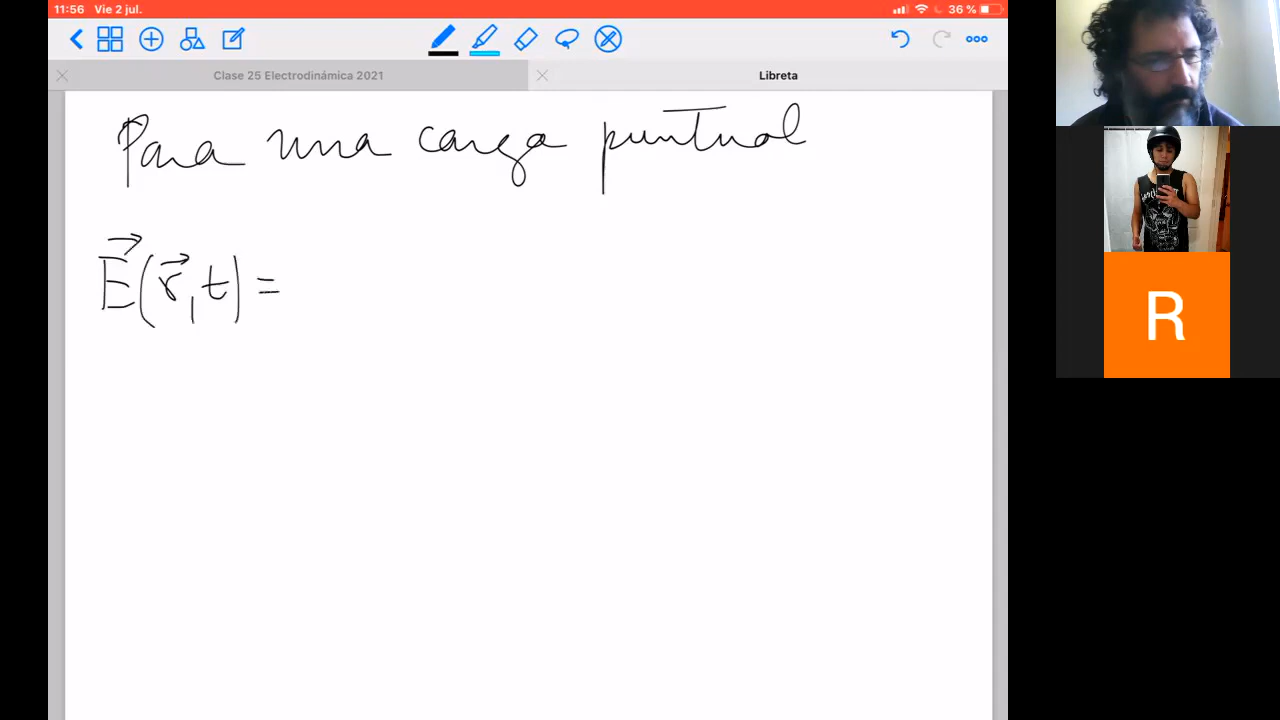 11:56 Vie 2 jul.
36 %
Clase 25 Electrodinámica 2021
Libreta
Para una carga puntual
E⃗(r⃗,t) =
R